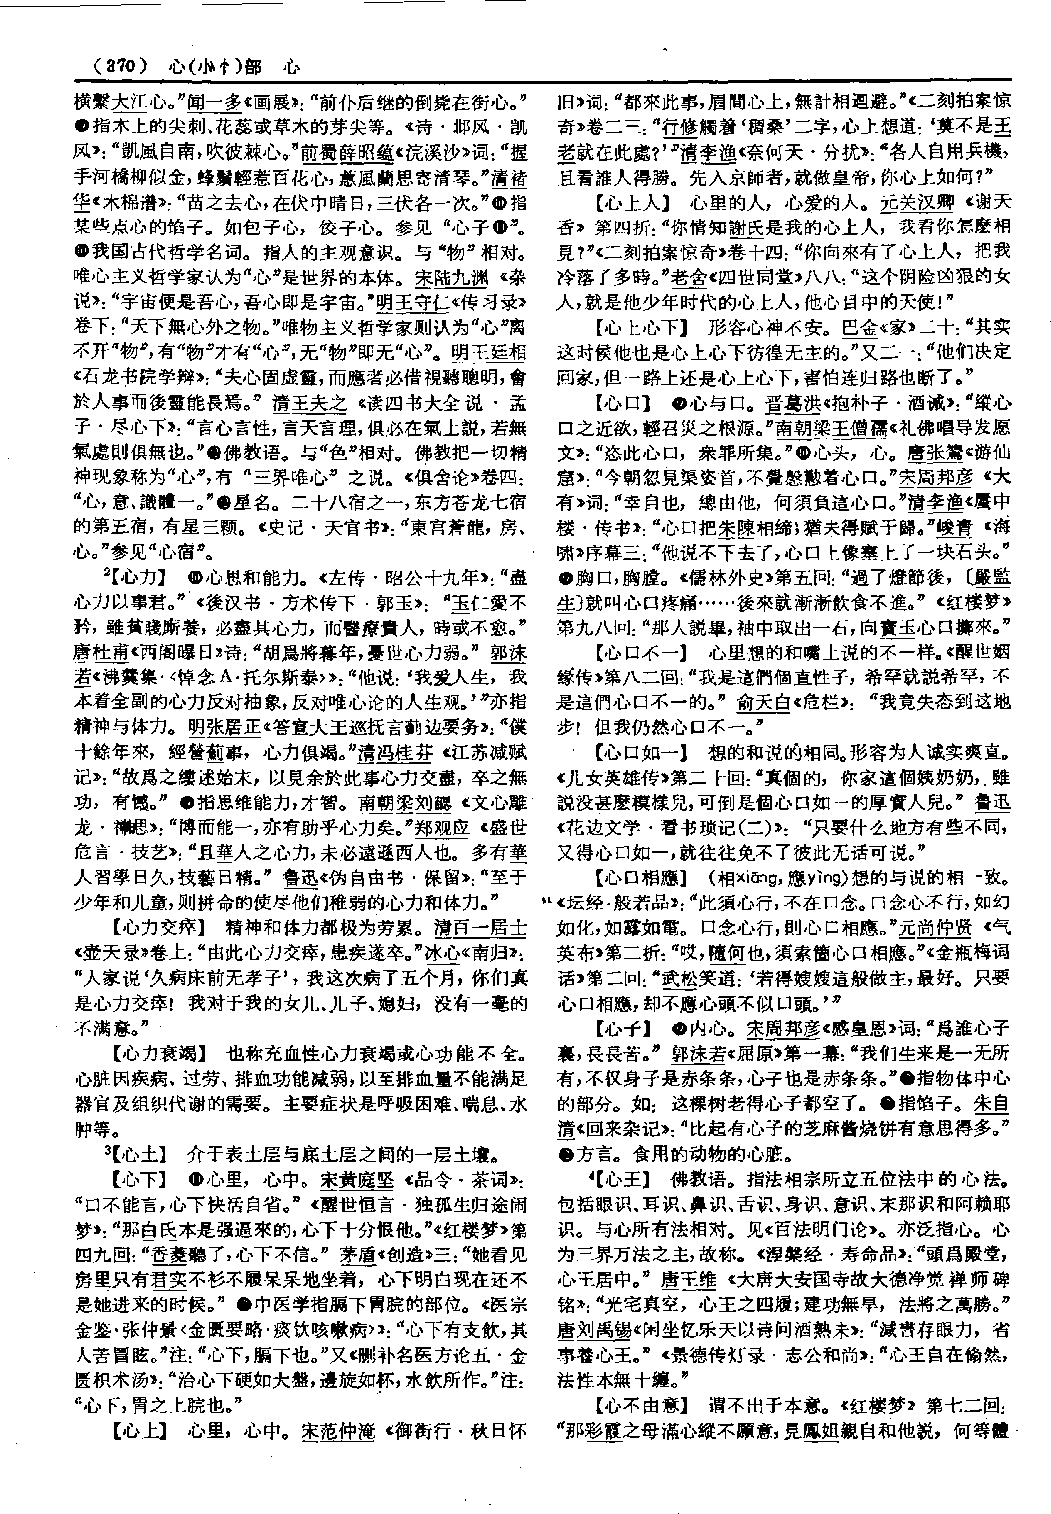 (370) 心(小忄)部 心
横繫大江心。”闻一多《画展》：“前仆后继的倒毙在街心。”
指木上的尖刺、花蕊或草木的芽尖等。《诗·邶风·凯
风》：“凱風自南，吹彼棘心。”前蜀薛昭蕴《浣溪沙》词：“握
手河橋柳似金，蜂鬚輕惹百花心，蕙風蘭思寄清琴。”清褚
华《木棉谱》：“苗之去心，在伏中晴日，三伏各一次。”⓾指
某些点心的馅子。如包子心，饺子心。参见“心子”。
我国古代哲学名词。指人的主观意识。与“物”相对。
唯心主义哲学家认为“心”是世界的本体。宋陆九渊《杂
说》：“宇宙便是吾心，吾心即是宇宙。”明王守仁《传习录》
卷下：“天下無心外之物。”唯物主义哲学家则认为“心”离
不开“物”，有“物”才有“心”，无“物”即无“心”。明王廷相
《石龙书院学辩》：“夫心固虚靈，而應者必借視聽聰明，會
於人事而後靈能長焉。”清王夫之《读四书大全说·孟
子·尽心下》：“言心言性，言天言理，俱必在氣上説，若無
氣處則俱無也。”佛教语。与“色”相对。佛教把一切精
神现象称为“心”，有“三界唯心”之说。《俱舍论》卷四：
“心，意、識體一。”星名。二十八宿之一，东方苍龙七宿
的第五宿，有星三颗。《史记·天官书》：“東宫蒼龍，房、
心。”参见“心宿”。
²【心力】 ❶心思和能力。《左传·昭公十九年》：“盡
心力以事君。”《後汉书·方术传下·郭玉》：“玉仁愛不
矜，雖貧賤廝養，必盡其心力，而醫療貴人，時或不愈。”
唐杜甫《西阁曝日》诗：“胡爲將暮年，憂世心力弱。”郭沫
若《沸羹集·〈悼念A·托尔斯泰〉》：“他说：‘我爱人生，我
本着全副的心力反对抽象，反对唯心论的人生观。’”亦指
精神与体力。明张居正《答宣大王巡抚言蓟边要务》：“僕
十餘年來，經營薊事，心力俱竭。”清冯桂芬《江苏减赋
记》：“故爲之縷述始末，以見余於此事心力交盡，卒之無
功，有憾。”❷指思维能力，才智。南朝梁刘勰《文心雕
龙·神思》：“博而能一，亦有助乎心力矣。”郑观应《盛世
危言·技艺》：“且華人之心力，未必遠遜西人也。多有華
人習學日久，技藝日精。”鲁迅《伪自由书·保留》：“至于
少年和儿童，则拼命的使尽他们稚弱的心力和体力。”
【心力交瘁】 精神和体力都极为劳累。清百一居士
《壶天录》卷上：“由此心力交瘁，患疾遂卒。”冰心《南归》：
“人家说‘久病床前无孝子’，我这次病了五个月，你们真
是心力交瘁！我对于我的女儿、儿子、媳妇，没有一毫的
不满意。”
【心力衰竭】 也称充血性心力衰竭或心功能不全。
心脏因疾病、过劳、排血功能减弱，以至排血量不能满足
器官及组织代谢的需要。主要症状是呼吸困难、喘息、水
肿等。
³【心土】 介于表土层与底土层之间的一层土壤。
【心下】 ❶心里，心中。宋黄庭坚《品令·茶词》：
“口不能言，心下快活自省。”《醒世恒言·独孤生归途闹
梦》：“那白氏本是强逼來的，心下十分恨他。”《红楼梦》第
四九回：“香菱聽了，心下不信。”茅盾《创造》三：“她看见
房里只有君实不衫不履呆呆地坐着，心下明白现在还不
是她进来的时候。”❷中医学指膈下胃脘的部位。《医宗
金鉴·张仲景〈金匮要略·痰饮咳嗽病〉》：“心下有支飲，其
人苦冒眩。”注：“心下，膈下也。”又《删补名医方论五·金
匮枳术汤》：“治心下硬如大盤，邊旋如杯，水飲所作。”注：
“心下，胃之上脘也。”
【心上】 心里，心中。宋范仲淹《御街行·秋日怀
旧》词：“都來此事，眉間心上，無計相迴避。”《二刻拍案惊
奇》卷二三：“行修觸着‘稠桑’二字，心上想道：‘莫不是王
老就在此處？’”清李渔《奈何天·分扰》：“各人自用兵機，
且看誰人得勝。先入京師者，就做皇帝，你心上如何？”
【心上人】 心里的人，心爱的人。元关汉卿《谢天
香》第四折：“你情知謝氏是我的心上人，我看你怎麽相
見？”《二刻拍案惊奇》卷十四：“你向來有了心上人，把我
冷落了多時。”老舍《四世同堂》八八：“这个阴险凶狠的女
人，就是他少年时代的心上人，他心目中的天使！”
【心上心下】 形容心神不安。巴金《家》二十：“其实
这时候他也是心上心下彷徨无主的。”又二一：“他们决定
回家，但一路上还是心上心下，害怕连归路也断了。”
【心口】 ❶心与口。晋葛洪《抱朴子·酒诫》：“縱心
口之近欲，輕召災之根源。”南朝梁王僧孺《礼佛唱导发愿
文》：“恣此心口，衆罪所集。”❷心头，心。唐张鷟《游仙
窟》：“今朝忽見渠姿首，不覺慇懃着心口。”宋周邦彦《大
有》词：“幸自也，總由他，何須負這心口。”清李渔《蜃中
楼·传书》：“心口把朱陳相締；猶夫得賦于歸。”峻青《海
啸》序幕三：“他说不下去了，心口上像塞上了一块石头。”
❸胸口，胸膛。《儒林外史》第五回：“過了燈節後，〔嚴監
生〕就叫心口疼痛……後來就漸漸飲食不進。”《红楼梦》
第九八回：“那人説畢，袖中取出一石，向寶玉心口擲來。”
【心口不一】 心里想的和嘴上说的不一样。《醒世姻
缘传》第八二回：“我是這們個直性子，希罕就説希罕，不
是這們心口不一的。”俞天白《危栏》：“我竟失态到这地
步！但我仍然心口不一。”
【心口如一】 想的和说的相同。形容为人诚实爽直。
《儿女英雄传》第二十回：“真個的，你家這個姨奶奶，雖
説没甚麽模樣兒，可倒是個心口如一的厚實人兒。”鲁迅
《花边文学·看书琐记(二)》：“只要什么地方有些不同，
又得心口如一，就往往免不了彼此无话可说。”
【心口相應】 (相xiāng，應yìng)想的与说的相一致。
《坛经·般若品》：“此須心行，不在口念。口念心不行，如幻
如化，如露如電。口念心行，則心口相應。”元尚仲贤《气
英布》第二折：“哎，隨何也，須索箇心口相應。”《金瓶梅词
话》第二回：“武松笑道：‘若得嫂嫂這般做主，最好。只要
心口相應，却不應心頭不似口頭。’”
【心子】 ❶内心。宋周邦彦《感皇恩》词：“爲誰心子
裏，長長苦。”郭沫若《屈原》第一幕：“我们生来是一无所
有，不仅身子是赤条条，心子也是赤条条。”❷指物体中心
的部分。如：这棵树老得心子都空了。❸指馅子。朱自
清《回来杂记》：“比起有心子的芝麻酱烧饼有意思得多。”
❹方言。食用的动物的心脏。
⁴【心王】 佛教语。指法相宗所立五位法中的心法。
包括眼识、耳识、鼻识、舌识、身识、意识、末那识和阿赖耶
识。与心所有法相对。见《百法明门论》。亦泛指心。心
为三界万法之主，故称。《涅槃经·寿命品》：“頭爲殿堂，
心王居中。”唐王维《大唐大安国寺故大德净觉禅师碑
铭》：“光宅真空，心王之四履；建功無旱，法將之萬勝。”
唐刘禹锡《闲坐忆乐天以诗问酒熟未》：“減書存眼力，省
事養心王。”《景德传灯录·志公和尚》：“心王自在翛然，
法性本無十纏。”
【心不由意】 谓不出于本意。《红楼梦》第七二回：
“那彩霞之母滿心縱不願意，見鳳姐親自和他説，何等體